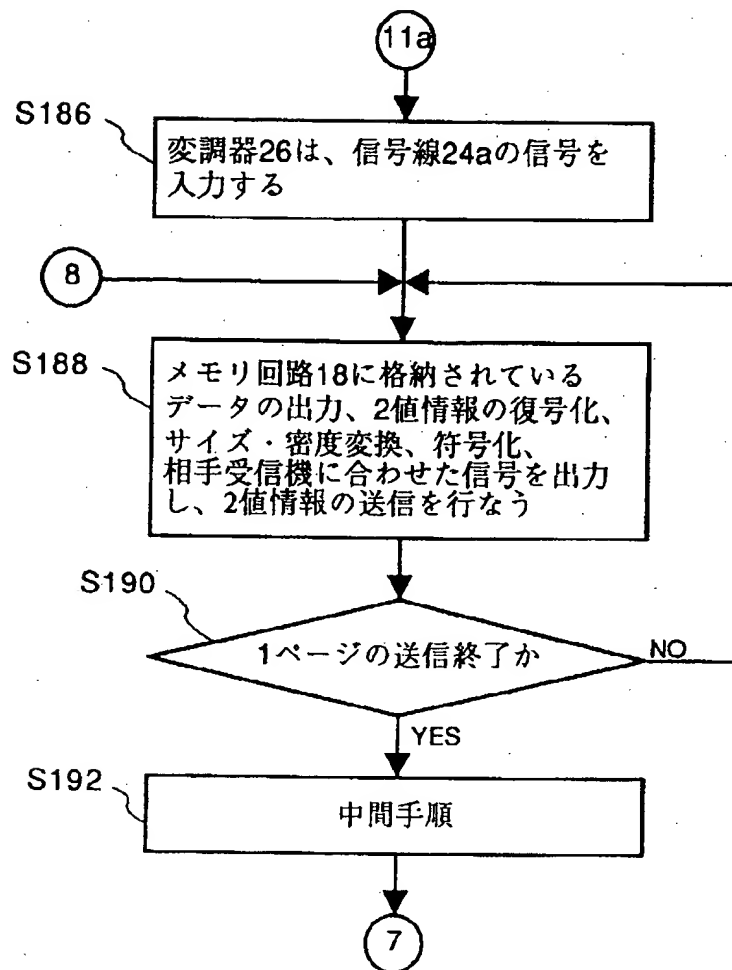 11a
S186
変調器26は、信号線24aの信号を
入力する
8
S188
メモリ回路18に格納されている
データの出力、2値情報の復号化、
サイズ・密度変換、符号化、
相手受信機に合わせた信号を出力
し、2値情報の送信を行なう
S190
1ページの送信終了か
NO
YES
S192
中間手順
7